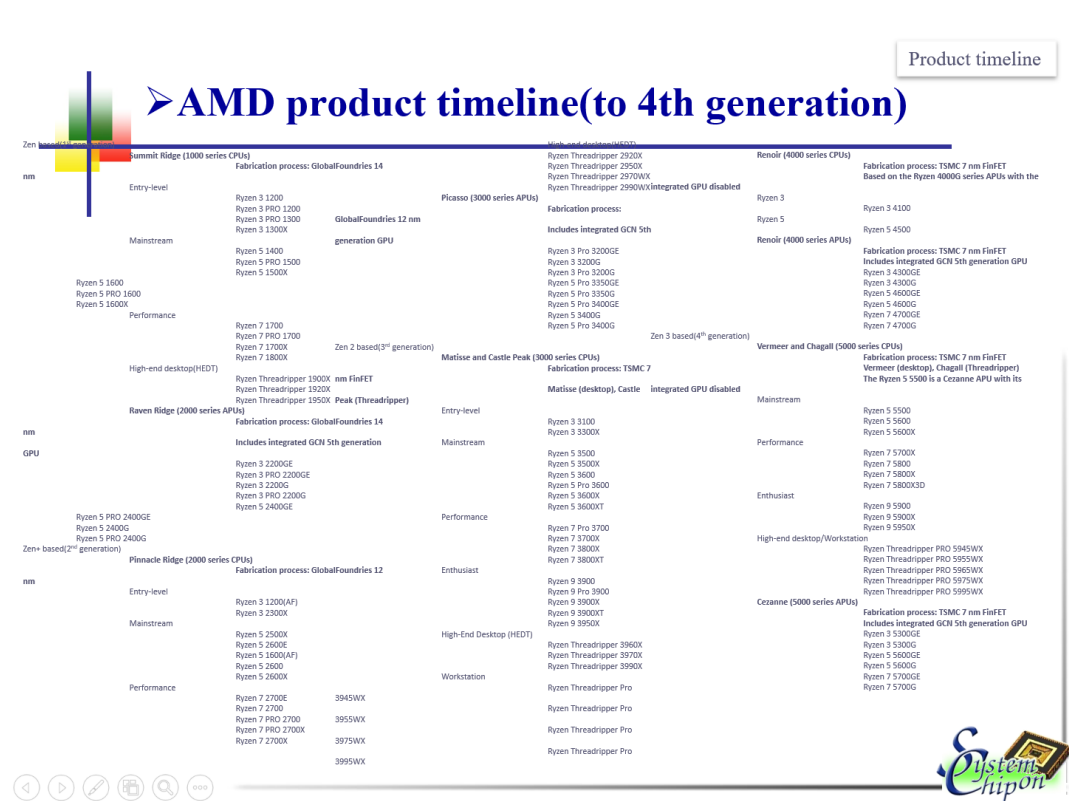 Product timeline
➢AMD product timeline(to 4th generation)
Zen based(1st generation)
Summit Ridge (1000 series CPUs)
Fabrication process: GlobalFoundries 14
nm
Entry-level
Ryzen 3 1200
Ryzen 3 PRO 1200
Ryzen 3 PRO 1300
Ryzen 3 1300X
Mainstream
Ryzen 5 1400
Ryzen 5 PRO 1500
Ryzen 5 1500X
Ryzen 5 1600
Ryzen 5 PRO 1600
Ryzen 5 1600X
Performance
Ryzen 7 1700
Ryzen 7 PRO 1700
Ryzen 7 1700X
Ryzen 7 1800X
High-end desktop(HEDT)
Ryzen Threadripper 1900X
Ryzen Threadripper 1920X
Ryzen Threadripper 1950X
Raven Ridge (2000 series APUs)
Fabrication process: GlobalFoundries 14
nm
Includes integrated GCN 5th generation
GPU
Ryzen 3 2200GE
Ryzen 3 PRO 2200GE
Ryzen 3 2200G
Ryzen 3 PRO 2200G
Ryzen 5 2400GE
Ryzen 5 PRO 2400GE
Ryzen 5 2400G
Ryzen 5 PRO 2400G
Zen+ based(2nd generation)
Pinnacle Ridge (2000 series CPUs)
Fabrication process: GlobalFoundries 12
nm
Entry-level
Ryzen 3 1200(AF)
Ryzen 3 2300X
Mainstream
Ryzen 5 2500X
Ryzen 5 2600E
Ryzen 5 1600(AF)
Ryzen 5 2600
Ryzen 5 2600X
Performance
Ryzen 7 2700E
Ryzen 7 2700
Ryzen 7 PRO 2700
Ryzen 7 PRO 2700X
Ryzen 7 2700X
High-end desktop(HEDT)
Ryzen Threadripper 2920X
Ryzen Threadripper 2950X
Ryzen Threadripper 2970WX
Ryzen Threadripper 2990WX
Picasso (3000 series APUs)
Fabrication process:
GlobalFoundries 12 nm
Includes integrated GCN 5th
generation GPU
Ryzen 3 Pro 3200GE
Ryzen 3 3200G
Ryzen 3 Pro 3200G
Ryzen 5 Pro 3350GE
Ryzen 5 Pro 3350G
Ryzen 5 Pro 3400GE
Ryzen 5 3400G
Ryzen 5 Pro 3400G
Zen 2 based(3rd generation)
Matisse and Castle Peak (3000 series CPUs)
Fabrication process: TSMC 7
nm FinFET
Matisse (desktop), Castle
Peak (Threadripper)
Entry-level
Ryzen 3 3100
Ryzen 3 3300X
Mainstream
Ryzen 5 3500
Ryzen 5 3500X
Ryzen 5 3600
Ryzen 5 Pro 3600
Ryzen 5 3600X
Ryzen 5 3600XT
Performance
Ryzen 7 Pro 3700
Ryzen 7 3700X
Ryzen 7 3800X
Ryzen 7 3800XT
Enthusiast
Ryzen 9 3900
Ryzen 9 Pro 3900
Ryzen 9 3900X
Ryzen 9 3900XT
Ryzen 9 3950X
High-End Desktop (HEDT)
Ryzen Threadripper 3960X
Ryzen Threadripper 3970X
Ryzen Threadripper 3990X
Workstation
Ryzen Threadripper Pro
3945WX
Ryzen Threadripper Pro
3955WX
Ryzen Threadripper Pro
3975WX
Ryzen Threadripper Pro
3995WX
Renoir (4000 series CPUs)
Fabrication process: TSMC 7 nm FinFET
Based on the Ryzen 4000G series APUs with the
integrated GPU disabled
Ryzen 3
Ryzen 3 4100
Ryzen 5
Ryzen 5 4500
Renoir (4000 series APUs)
Fabrication process: TSMC 7 nm FinFET
Includes integrated GCN 5th generation GPU
Ryzen 3 4300GE
Ryzen 3 4300G
Ryzen 5 4600GE
Ryzen 5 4600G
Ryzen 7 4700GE
Ryzen 7 4700G
Zen 3 based(4th generation)
Vermeer and Chagall (5000 series CPUs)
Fabrication process: TSMC 7 nm FinFET
Vermeer (desktop), Chagall (Threadripper)
The Ryzen 5 5500 is a Cezanne APU with its
integrated GPU disabled
Mainstream
Ryzen 5 5500
Ryzen 5 5600
Ryzen 5 5600X
Performance
Ryzen 7 5700X
Ryzen 7 5800
Ryzen 7 5800X
Ryzen 7 5800X3D
Enthusiast
Ryzen 9 5900
Ryzen 9 5900X
Ryzen 9 5950X
High-end desktop/Workstation
Ryzen Threadripper PRO 5945WX
Ryzen Threadripper PRO 5955WX
Ryzen Threadripper PRO 5965WX
Ryzen Threadripper PRO 5975WX
Ryzen Threadripper PRO 5995WX
Cezanne (5000 series APUs)
Fabrication process: TSMC 7 nm FinFET
Includes integrated GCN 5th generation GPU
Ryzen 3 5300GE
Ryzen 3 5300G
Ryzen 5 5600GE
Ryzen 5 5600G
Ryzen 7 5700GE
Ryzen 7 5700G
System
Chipon